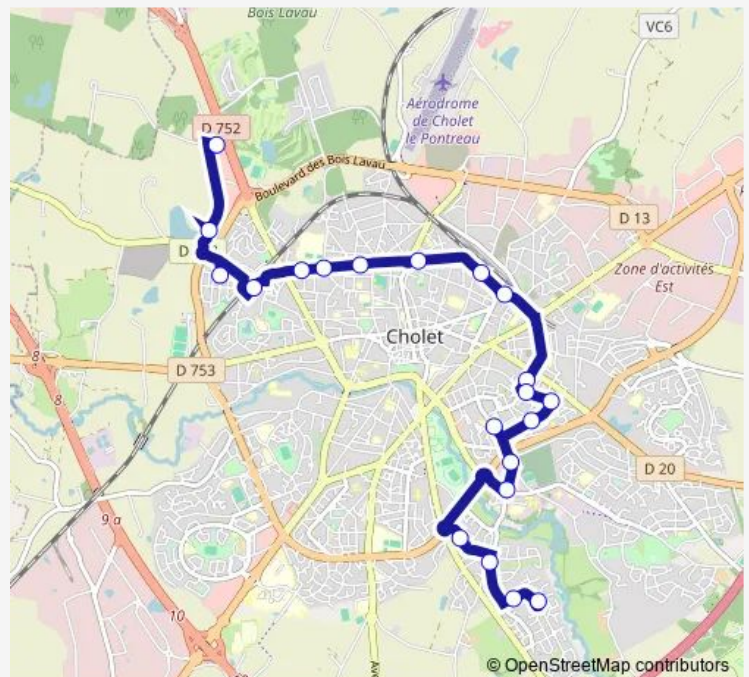 Bois Lavau
VC6
Aérodrome
de Cholet
le Pontreau
D 752
Boulevard des Bois Lavau
D 13
D
Zone d'activités
Est
Cholet
8
D 753
8
D 20
9 a
10
Ave
© OpenStreetMap contributors